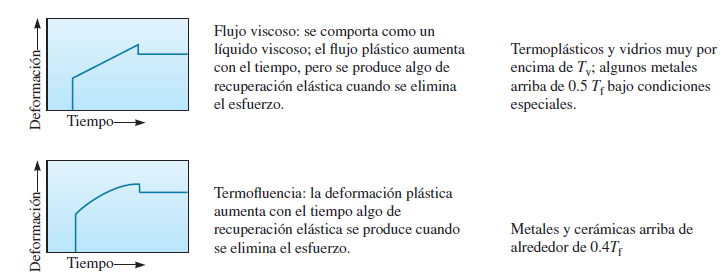 Deformación
Tiempo
Flujo viscoso: se comporta como un
líquido viscoso; el flujo plástico aumenta
con el tiempo, pero se produce algo de
recuperación elástica cuando se elimina
el esfuerzo.
Termoplásticos y vidrios muy por
encima de Tv; algunos metales
arriba de 0.5 Tf bajo condiciones
especiales.
Deformación
Tiempo
Termofluencia: la deformación plástica
aumenta con el tiempo algo de
recuperación elástica se produce cuando
se elimina el esfuerzo.
Metales y cerámicas arriba de
alrededor de 0.4Tf